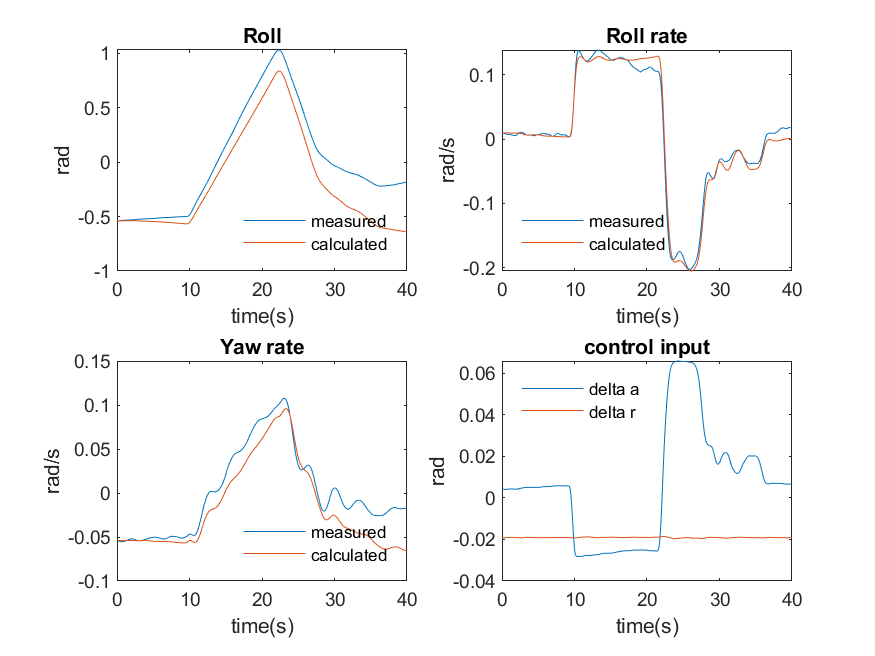 Roll
1
0.5
0
-0.5
-1
rad
0 10 20 30 40
time(s)
measured
calculated
Roll rate
0.1
0
-0.1
-0.2
rad/s
0 10 20 30 40
time(s)
measured
calculated
Yaw rate
0.15
0.1
0.05
0
-0.05
-0.1
rad/s
0 10 20 30 40
time(s)
measured
calculated
control input
0.06
0.04
0.02
0
-0.02
-0.04
rad
0 10 20 30 40
time(s)
delta a
delta r